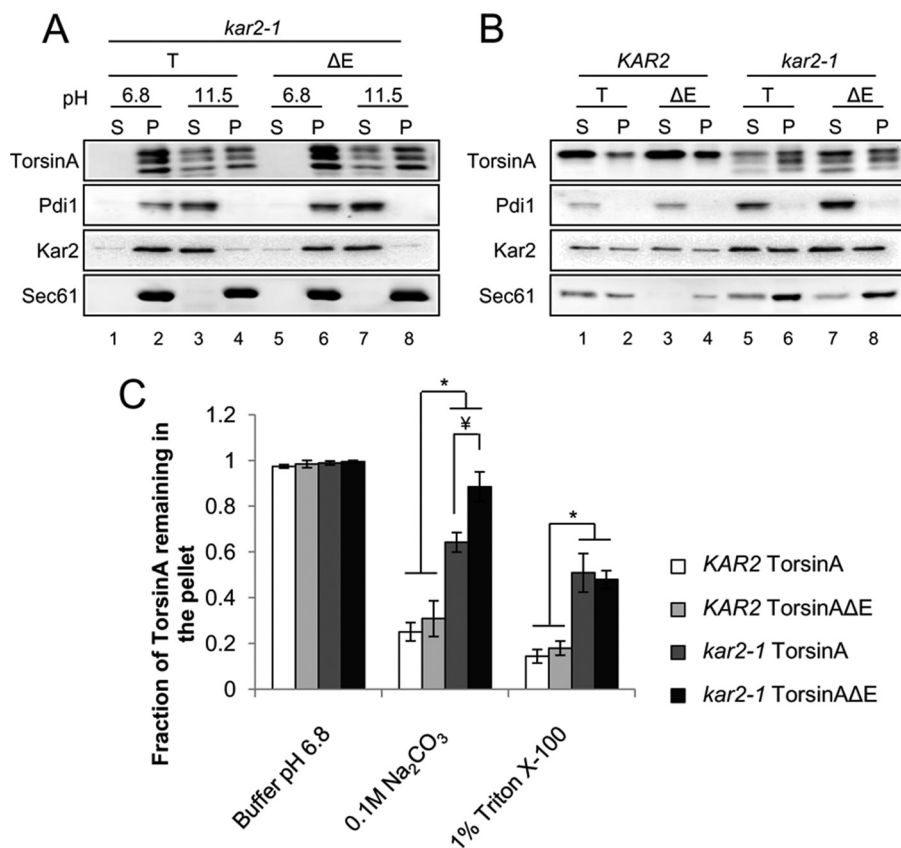 A
kar2-1
T ΔE
pH 6.8 11.5 6.8 11.5
S P S P S P S P
TorsinA
Pdi1
Kar2
Sec61
1 2 3 4 5 6 7 8
B
KAR2 kar2-1
T ΔE T ΔE
S P S P S P S P
TorsinA
Pdi1
Kar2
Sec61
1 2 3 4 5 6 7 8
C
Fraction of TorsinA remaining in
the pellet
1.2
1
0.8
0.6
0.4
0.2
0
*
¥
*
Buffer pH 6.8
0.1M Na₂CO₃
1% Triton X-100
KAR2 TorsinA
KAR2 TorsinAΔE
kar2-1 TorsinA
kar2-1 TorsinAΔE